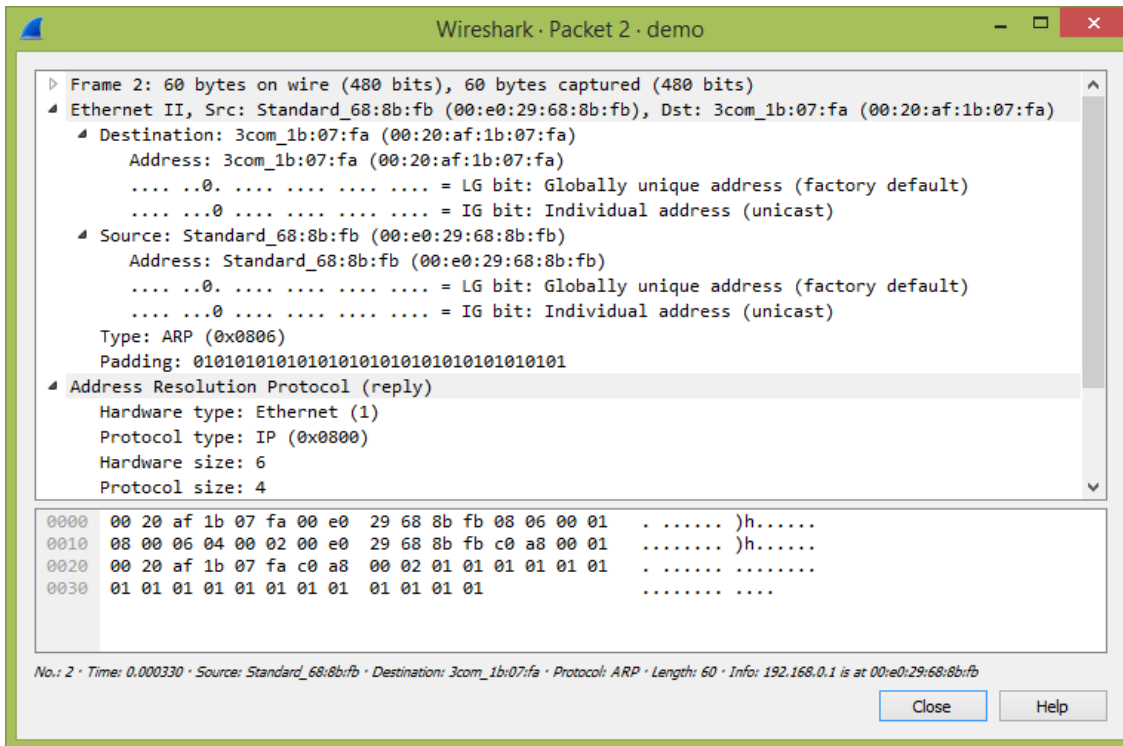 Wireshark · Packet 2 · demo
Frame 2: 60 bytes on wire (480 bits), 60 bytes captured (480 bits)
Ethernet II, Src: Standard_68:8b:fb (00:e0:29:68:8b:fb), Dst: 3com_1b:07:fa (00:20:af:1b:07:fa)
Destination: 3com_1b:07:fa (00:20:af:1b:07:fa)
Address: 3com_1b:07:fa (00:20:af:1b:07:fa)
.... ..0. .... .... .... .... = LG bit: Globally unique address (factory default)
.... ...0 .... .... .... .... = IG bit: Individual address (unicast)
Source: Standard_68:8b:fb (00:e0:29:68:8b:fb)
Address: Standard_68:8b:fb (00:e0:29:68:8b:fb)
.... ..0. .... .... .... .... = LG bit: Globally unique address (factory default)
.... ...0 .... .... .... .... = IG bit: Individual address (unicast)
Type: ARP (0x0806)
Padding: 010101010101010101010101010101010101
Address Resolution Protocol (reply)
Hardware type: Ethernet (1)
Protocol type: IP (0x0800)
Hardware size: 6
Protocol size: 4
0000 00 20 af 1b 07 fa 00 e0 29 68 8b fb 08 06 00 01 . ...... )h......
0010 08 00 06 04 00 02 00 e0 29 68 8b fb c0 a8 00 01 ........ )h......
0020 00 20 af 1b 07 fa c0 a8 00 02 01 01 01 01 01 01 . ...... ........
0030 01 01 01 01 01 01 01 01 01 01 01 01 ........ ....
No.: 2 · Time: 0.000330 · Source: Standard_68:8b:fb · Destination: 3com_1b:07:fa · Protocol: ARP · Length: 60 · Info: 192.168.0.1 is at 00:e0:29:68:8b:fb
Close Help